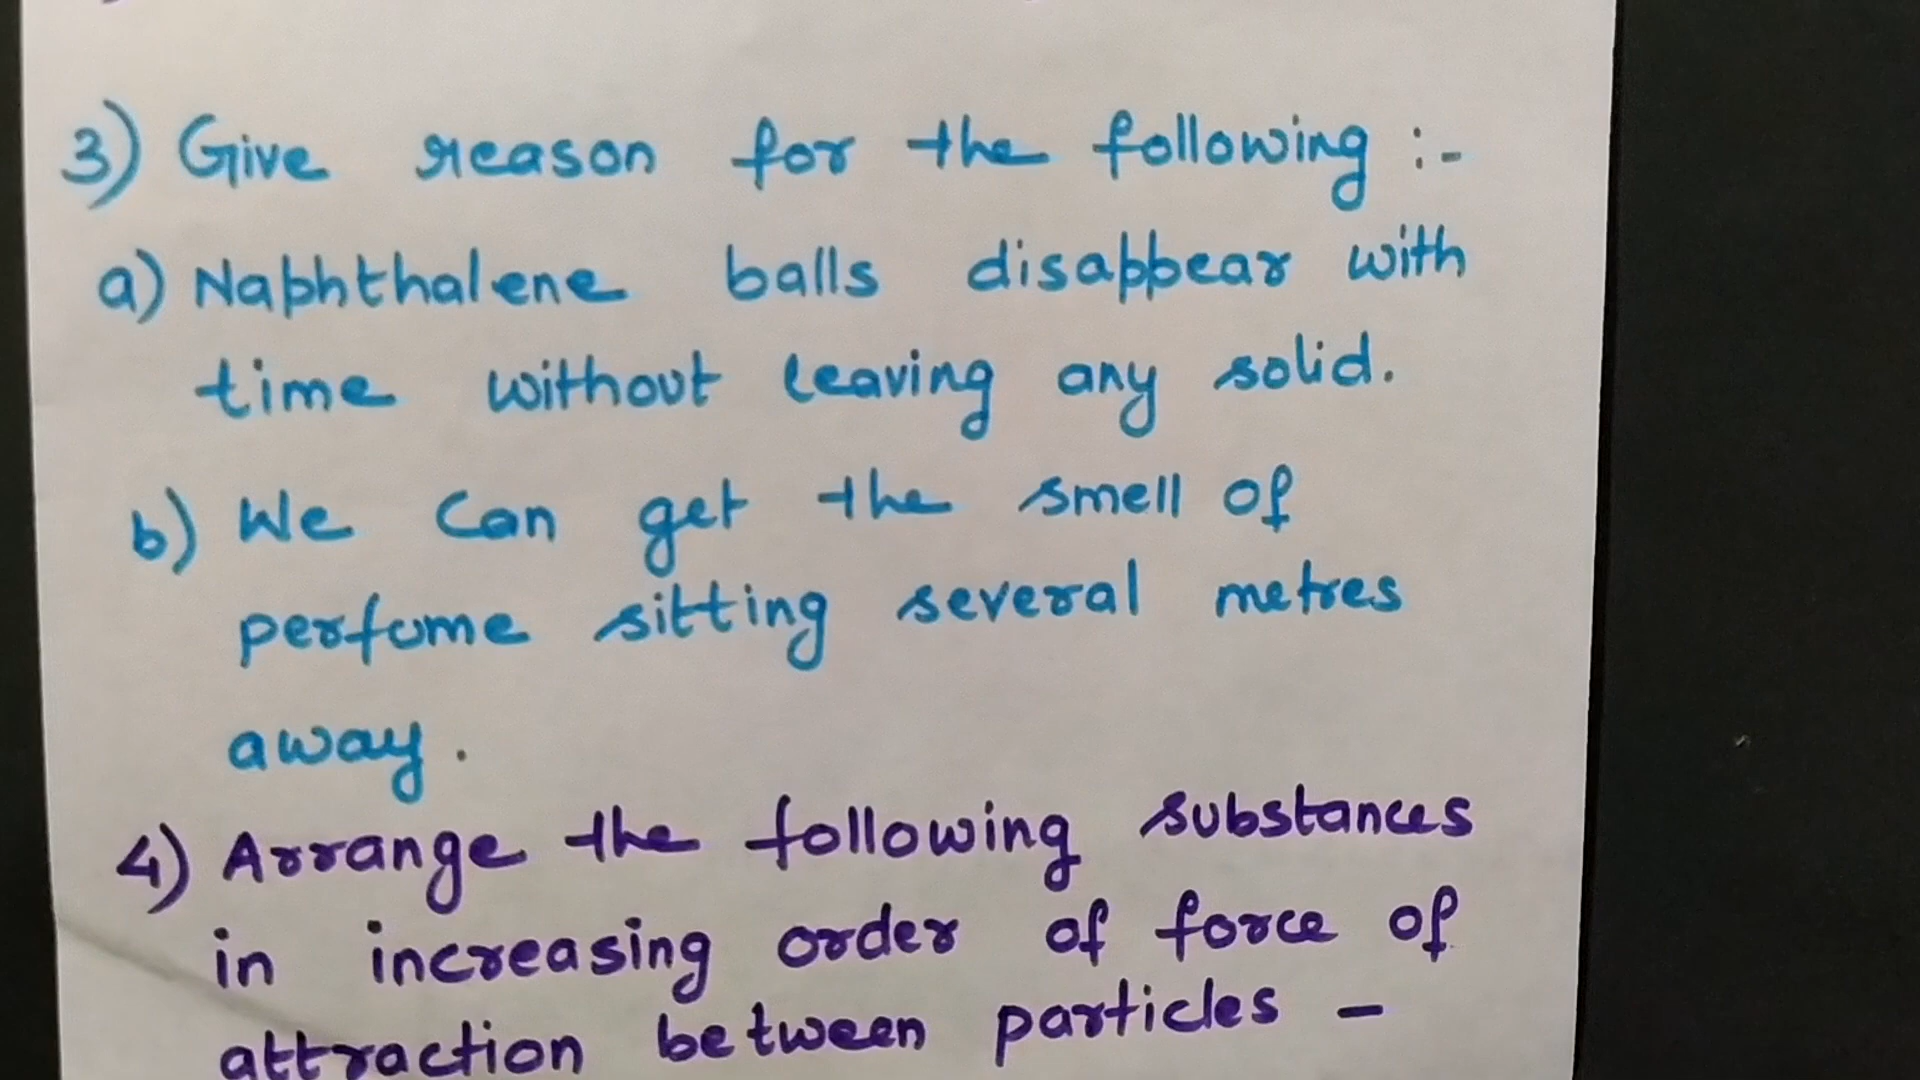 3) Give reason for the following :-
a) Naphthalene balls disappear with
time without leaving any solid.
b) We can get the smell of
perfume sitting several metres
away.
4) Arrange the following substances
in increasing order of force of
attraction between particles -